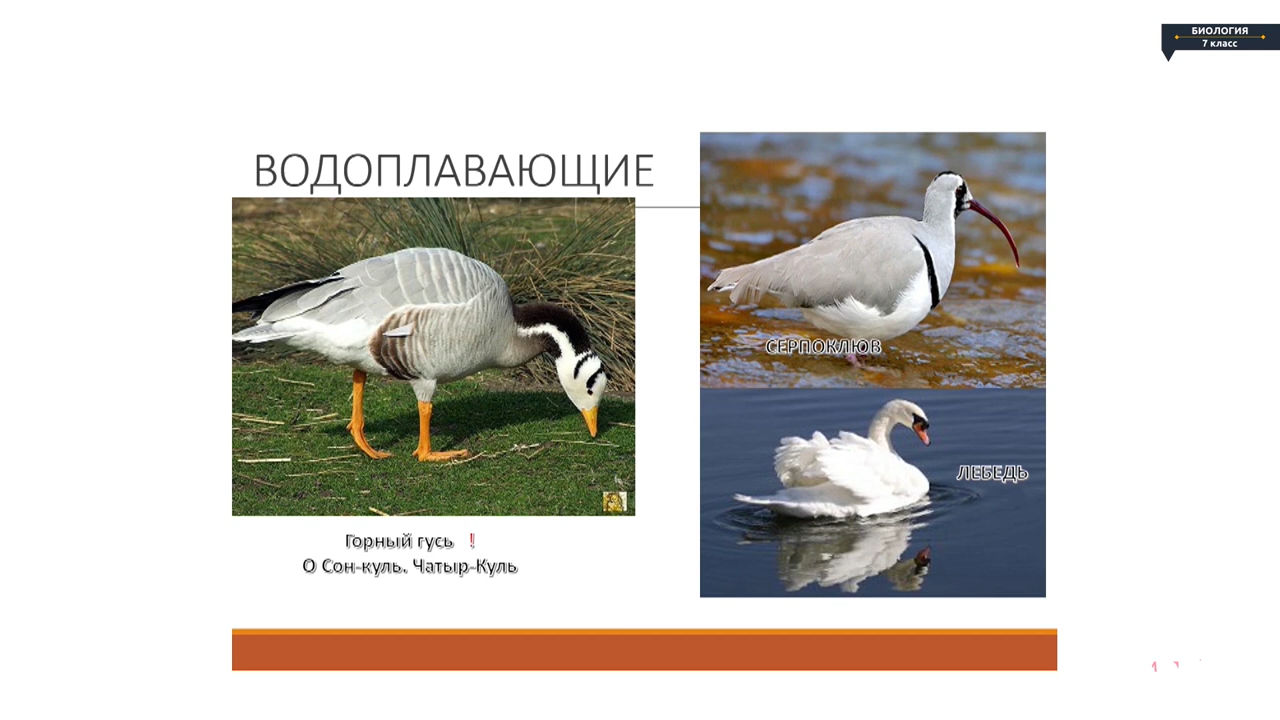 БИОЛОГИЯ
7 класс
ВОДОПЛАВАЮЩИЕ
СЕРПОКЛЮВ
ЛЕБЕДЬ
Горный гусь !
О Сон-куль. Чатыр-Куль